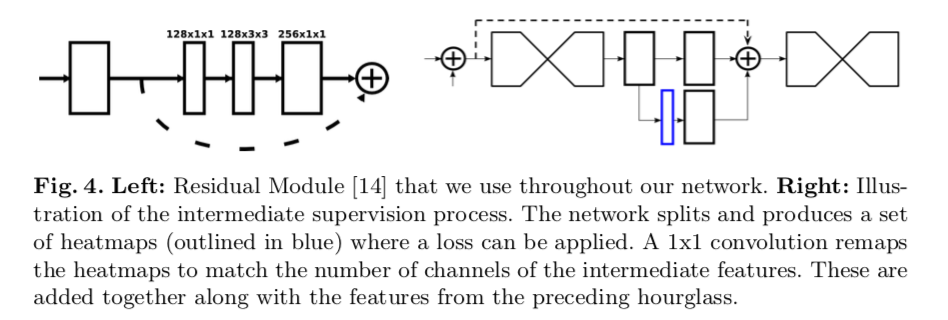 128x1x1 128x3x3 256x1x1
Fig. 4. Left: Residual Module [14] that we use throughout our network. Right: Illus-
tration of the intermediate supervision process. The network splits and produces a set
of heatmaps (outlined in blue) where a loss can be applied. A 1x1 convolution remaps
the heatmaps to match the number of channels of the intermediate features. These are
added together along with the features from the preceding hourglass.